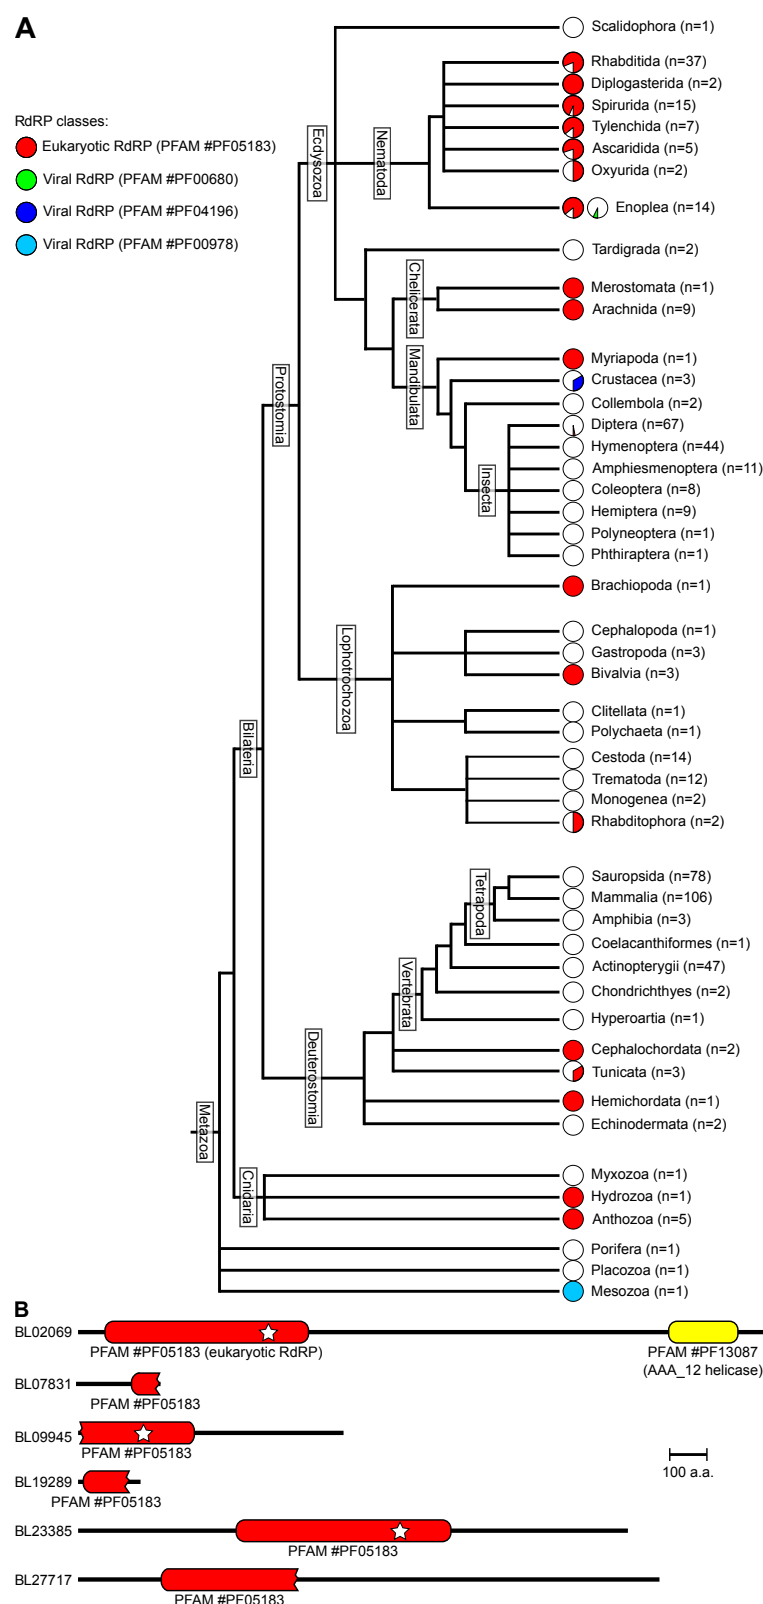 A
RdRP classes:
Eukaryotic RdRP (PFAM #PF05183)
Viral RdRP (PFAM #PF00680)
Viral RdRP (PFAM #PF04196)
Viral RdRP (PFAM #PF00978)
Scalidophora (n=1)
Rhabditida (n=37)
Diplogasterida (n=2)
Spirurida (n=15)
Tylenchida (n=7)
Ascaridida (n=5)
Oxyurida (n=2)
Enoplea (n=14)
Tardigrada (n=2)
Merostomata (n=1)
Arachnida (n=9)
Myriapoda (n=1)
Crustacea (n=3)
Collembola (n=2)
Diptera (n=67)
Hymenoptera (n=44)
Amphiesmenoptera (n=11)
Coleoptera (n=8)
Hemiptera (n=9)
Polyneoptera (n=1)
Phthiraptera (n=1)
Brachiopoda (n=1)
Cephalopoda (n=1)
Gastropoda (n=3)
Bivalvia (n=3)
Clitellata (n=1)
Polychaeta (n=1)
Cestoda (n=14)
Trematoda (n=12)
Monogenea (n=2)
Rhabditophora (n=2)
Sauropsida (n=78)
Mammalia (n=106)
Amphibia (n=3)
Coelacanthiformes (n=1)
Actinopterygii (n=47)
Chondrichthyes (n=2)
Hyperoartia (n=1)
Cephalochordata (n=2)
Tunicata (n=3)
Hemichordata (n=1)
Echinodermata (n=2)
Myxozoa (n=1)
Hydrozoa (n=1)
Anthozoa (n=5)
Porifera (n=1)
Placozoa (n=1)
Mesozoa (n=1)
Ecdysozoa
Nematoda
Chelicerata
Mandibulata
Insecta
Protostomia
Lophotrochozoa
Bilateria
Tetrapoda
Vertebrata
Deuterostomia
Metazoa
Cnidaria
B
BL02069
PFAM #PF05183 (eukaryotic RdRP)
PFAM #PF13087
(AAA_12 helicase)
BL07831
PFAM #PF05183
BL09945
PFAM #PF05183
100 a.a.
BL19289
PFAM #PF05183
BL23385
PFAM #PF05183
BL27717
PFAM #PF05183